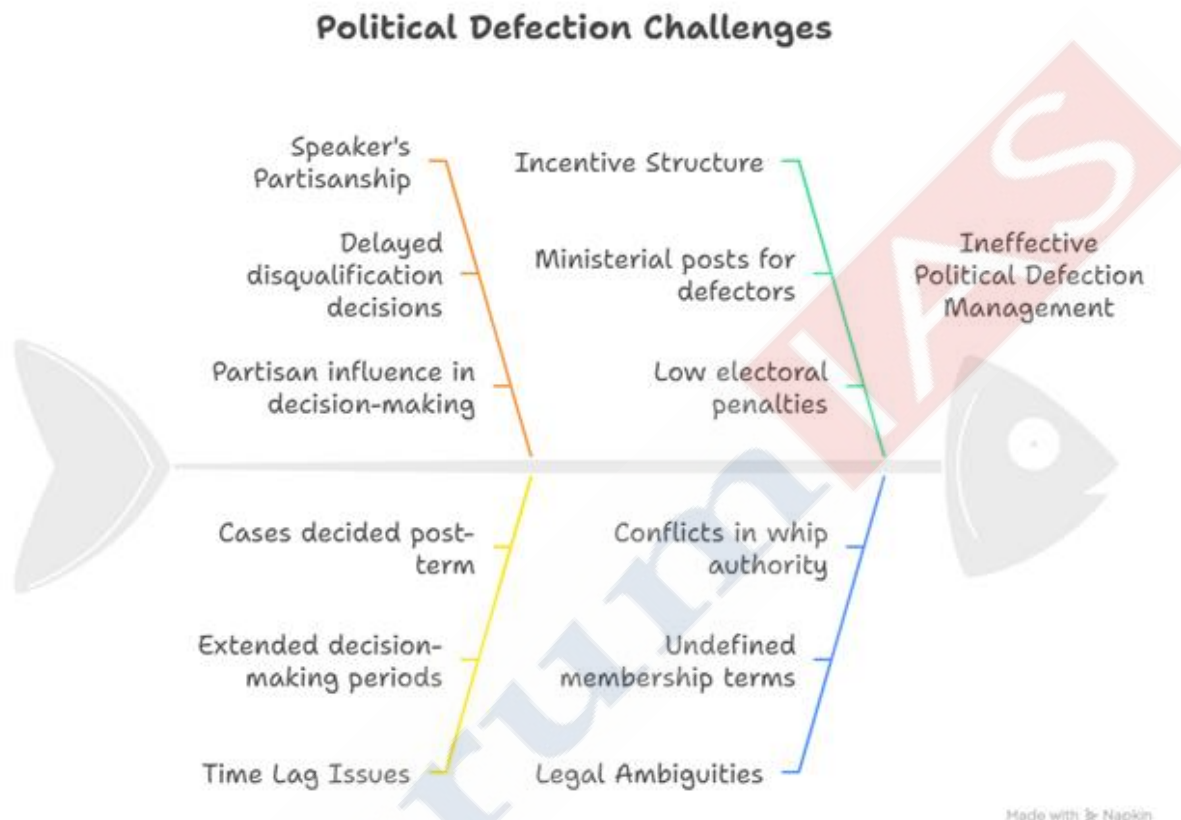 Political Defection Challenges
Speaker's
Partisanship
Delayed
disqualification
decisions
Partisan influence in
decision-making
Incentive Structure
Ministerial posts for
defectors
Low electoral
penalties
Ineffective
Political Defection
Management
Cases decided post-
term
Extended decision-
making periods
Time Lag Issues
Conflicts in whip
authority
Undefined
membership terms
Legal Ambiguities
rumIAS
Made with Napkin